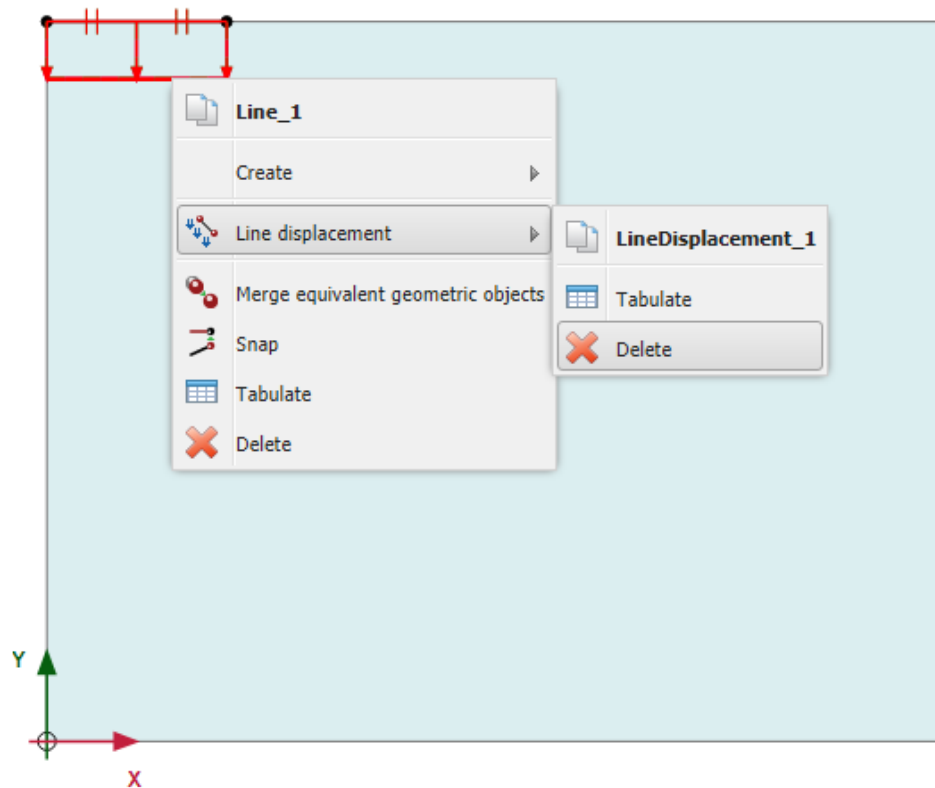 Line_1
Create
Line displacement
LineDisplacement_1
Tabulate
Delete
Merge equivalent geometric objects
Snap
Tabulate
Delete
Y
X